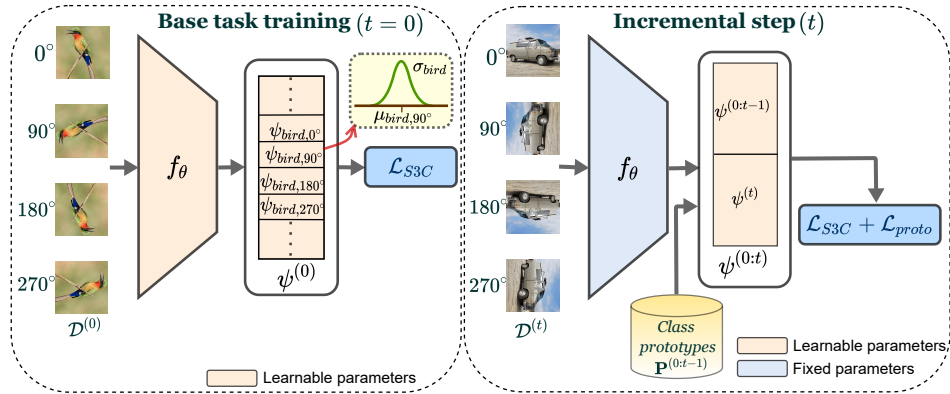 Base task training (t = 0)
0°
90°
180°
270°
𝒟^(0)
f_θ
ψ_bird,0°
ψ_bird,90°
ψ_bird,180°
ψ_bird,270°
ψ^(0)
σ_bird
μ_bird,90°
ℒ_S3C
Learnable parameters
Incremental step (t)
0°
90°
180°
270°
𝒟^(t)
f_θ
ψ^(0:t−1)
ψ^(t)
ψ^(0:t)
ℒ_S3C + ℒ_proto
Class
prototypes
P^(0:t−1)
Learnable parameters
Fixed parameters